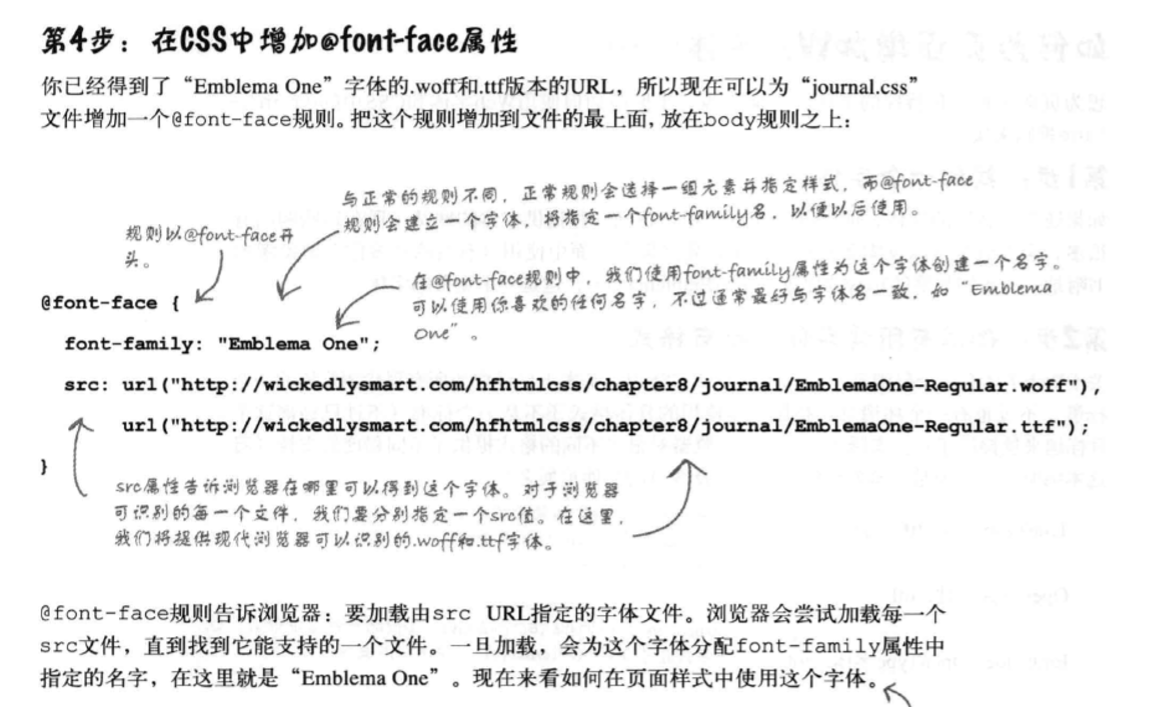 第4步：在CSS中增加@font-face属性
你已经得到了“Emblema One”字体的.woff和.ttf版本的URL，所以现在可以为“journal.css”
文件增加一个@font-face规则。把这个规则增加到文件的最上面，放在body规则之上：
与正常的规则不同，正常规则会选择一组元素并指定样式，而@font-face
规则会建立一个字体，将指定一个font-family名，以便以后使用。
规则以@font-face开
头。
在@font-face规则中，我们使用font-family属性为这个字体创建一个名字。
可以使用你喜欢的任何名字，不过通常最好与字体名一致，如“Emblema
One”。
@font-face {
font-family: "Emblema One";
src: url("http://wickedlysmart.com/hfhtmlcss/chapter8/journal/EmblemaOne-Regular.woff"),
url("http://wickedlysmart.com/hfhtmlcss/chapter8/journal/EmblemaOne-Regular.ttf");
}
src属性告诉浏览器在哪里可以得到这个字体。对于浏览器
可识别的每一个文件，我们要分别指定一个src值。在这里，
我们将提供现代浏览器可以识别的.woff和.ttf字体。
@font-face规则告诉浏览器：要加载由src URL指定的字体文件。浏览器会尝试加载每一个
src文件，直到找到它能支持的一个文件。一旦加载，会为这个字体分配font-family属性中
指定的名字，在这里就是“Emblema One”。现在来看如何在页面样式中使用这个字体。